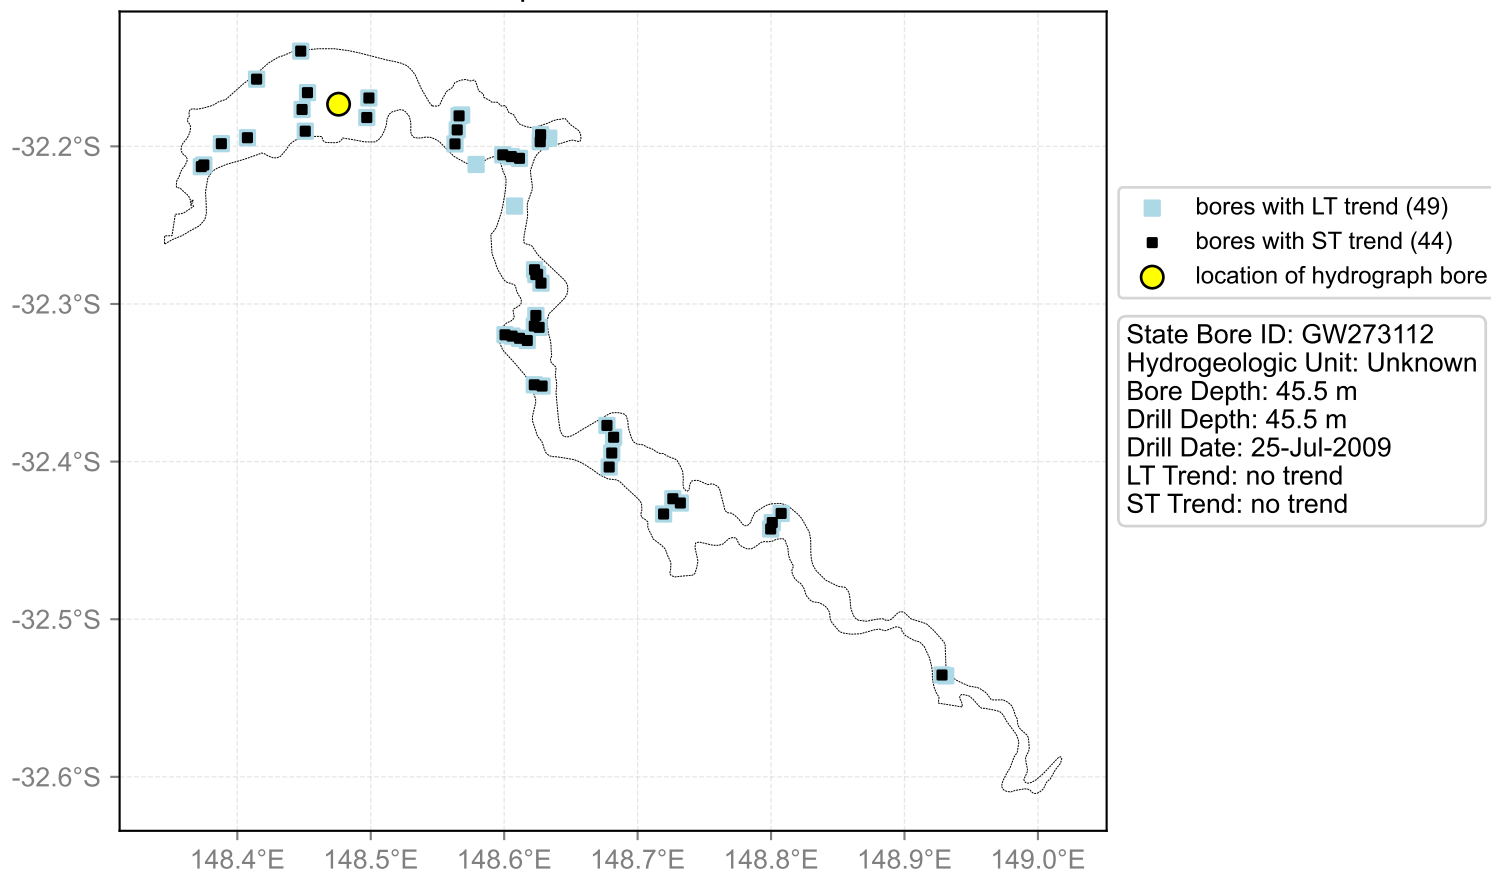 -32.2°S
-32.3°S
-32.4°S
-32.5°S
-32.6°S
148.4°E 148.5°E 148.6°E 148.7°E 148.8°E 148.9°E 149.0°E
bores with LT trend (49)
bores with ST trend (44)
location of hydrograph bore
State Bore ID: GW273112
Hydrogeologic Unit: Unknown
Bore Depth: 45.5 m
Drill Depth: 45.5 m
Drill Date: 25-Jul-2009
LT Trend: no trend
ST Trend: no trend